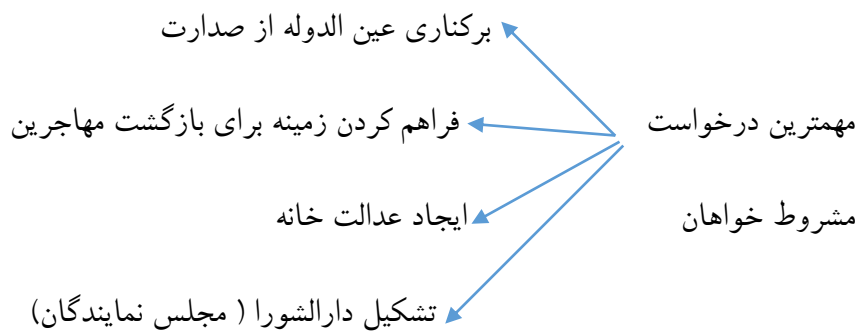 برکناری عین الدوله از صدارت
مهمترین درخواست
فراهم کردن زمینه برای بازگشت مهاجرین
مشروط خواهان
ایجاد عدالت خانه
تشکیل دارالشورا ( مجلس نمایندگان)